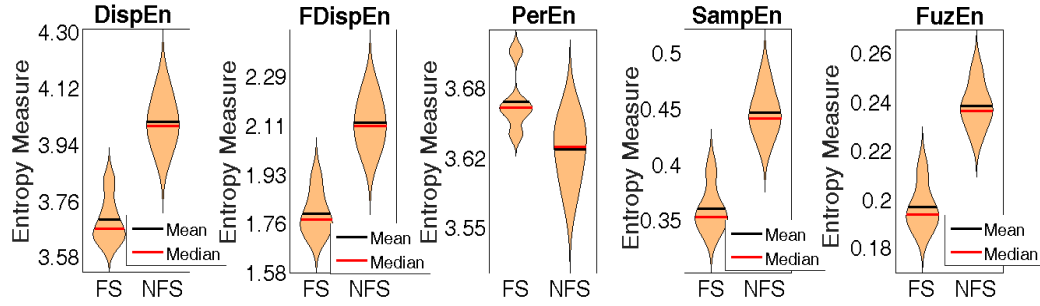 DispEn
FDispEn
PerEn
SampEn
FuzEn
Entropy Measure
4.30
4.12
3.94
3.76
3.58
FS
NFS
Mean
Median
Entropy Measure
2.29
2.11
1.93
1.76
1.58
FS
NFS
Mean
Median
Entropy Measure
3.68
3.62
3.55
FS
NFS
Entropy Measure
0.5
0.45
0.4
0.35
FS
NFS
Mean
Median
Entropy Measure
0.26
0.24
0.22
0.2
0.18
FS
NFS
Mean
Median